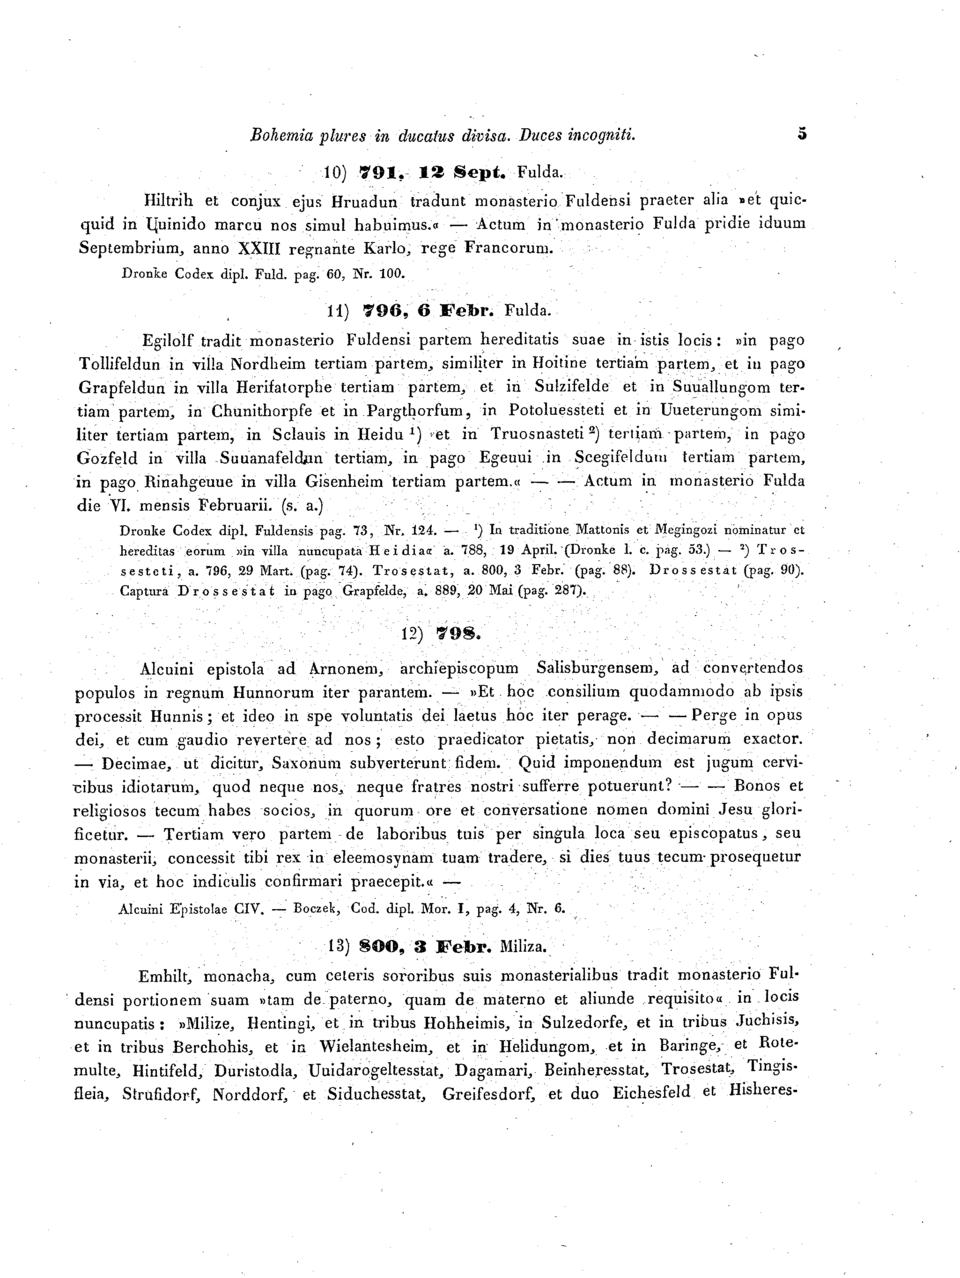 Bohemia plures in ducatus divisa. Duces incogniti. 5
10) 791, 12 Sept. Fulda.
Hiltrih et conjux ejus Hruadun tradunt monasterio Fuldensi praeter alia »et quic-
quid in Quinido marcu nos simul habuimus.« — Actum in monasterio Fulda pridie iduum
Septembrium, anno XXIII regnante Karlo, rege Francorum.
Dronke Codex dipl. Fuld. pag. 60, Nr. 100.
11) 796, 6 Febr. Fulda.
Egilolf tradit monasterio Fuldensi partem hereditatis suae in istis locis: »in pago
Tollifeldun in villa Nordheim tertiam partem, similiter in Hoitine tertiam partem, et in pago
Grapfeldun in villa Herifatorphe tertiam partem, et in Sulzifelde et in Suuallungom ter-
tiam partem, in Chunithorpfe et in Pargthorfum, in Potoluessteti et in Uueterungom simi-
liter tertiam partem, in Sclauis in Heidu ¹) et in Truosnasteti ²) tertiam partem, in pago
Gozfeld in villa Suuanafeldun tertiam, in pago Egeuui in Scegifeldum tertiam partem,
in pago Rinahgeuue in villa Gisenheim tertiam partem.« — — Actum in monasterio Fulda
die VI. mensis Februarii. (s. a.)
Dronke Codex dipl. Fuldensis pag. 73, Nr. 124. — ¹) In traditione Mattonis et Megingozi nominatur et
hereditas eorum »in villa nuncupata Heidia« a. 788, 19 April. (Dronke l. c. pag. 53.) — ²) Tros-
sesteti, a. 796, 29 Mart. (pag. 74). Trosestat, a. 800, 3 Febr. (pag. 88). Drossestat (pag. 90).
Captura Drossestat in pago Grapfelde, a. 889, 20 Mai (pag. 287).
12) 798.
Alcuini epistola ad Arnonem, archiepiscopum Salisburgensem, ad convertendos
populos in regnum Hunnorum iter parantem. — »Et hoc consilium quodammodo ab ipsis
processit Hunnis; et ideo in spe voluntatis dei laetus hoc iter perage. — — Perge in opus
dei, et cum gaudio revertere ad nos; esto praedicator pietatis, non decimarum exactor.
— Decimae, ut dicitur, Saxonum subverterunt fidem. Quid imponendum est jugum cervi-
cibus idiotarum, quod neque nos, neque fratres nostri sufferre potuerunt? — — Bonos et
religiosos tecum habes socios, in quorum ore et conversatione nomen domini Jesu glori-
ficetur. — Tertiam vero partem de laboribus tuis per singula loca seu episcopatus, seu
monasterii, concessit tibi rex in eleemosynam tuam tradere, si dies tuus tecum prosequetur
in via, et hoc indiculis confirmari praecepit.« —
Alcuini Epistolae CIV. — Boczek, Cod. dipl. Mor. I, pag. 4, Nr. 6.
13) 800, 3 Febr. Miliza.
Emhilt, monacha, cum ceteris sororibus suis monasterialibus tradit monasterio Ful-
densi portionem suam »tam de paterno, quam de materno et aliunde requisito« in locis
nuncupatis: »Milize, Hentingi, et in tribus Hohheimis, in Sulzedorfe, et in tribus Juchisis,
et in tribus Berchohis, et in Wielantesheim, et in Helidungom, et in Baringe, et Rote-
multe, Hintifeld, Duristodla, Uuidarogeltesstat, Dagamari, Beinheresstat, Trosestat, Tingis-
fleia, Strufidorf, Norddorf, et Siduchesstat, Greifesdorf, et duo Eichesfeld et Hisheres-